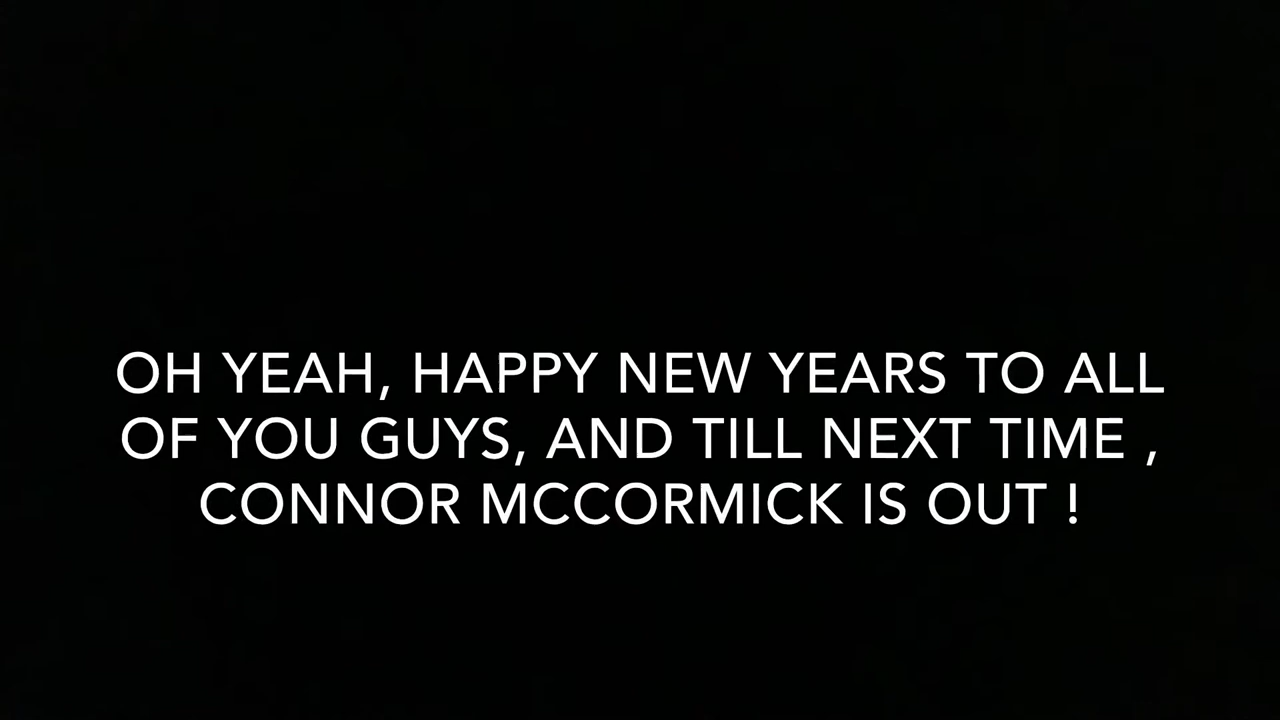 OH YEAH, HAPPY NEW YEARS TO ALL
OF YOU GUYS, AND TILL NEXT TIME ,
CONNOR MCCORMICK IS OUT !